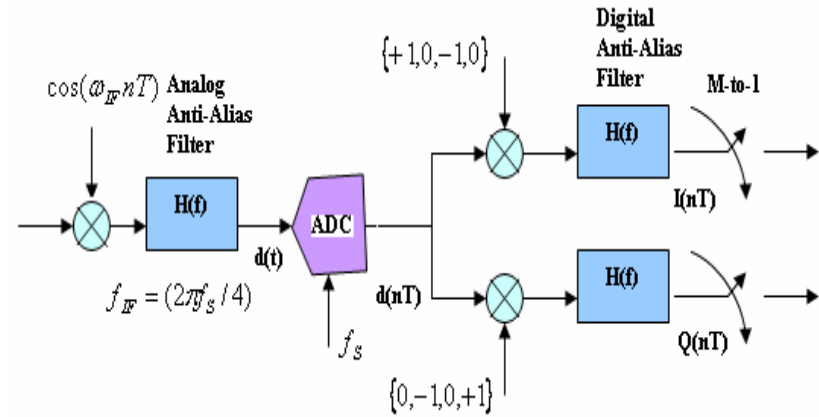 Digital
Anti-Alias
Filter
{+1,0,-1,0}
M-to-1
cos(ϖ_IF nT)
Analog
Anti-Alias
Filter
H(f)
H(f)
ADC
I(nT)
d(t)
d(nT)
H(f)
f_IF = (2πf_S / 4)
f_S
Q(nT)
{0,-1,0,+1}